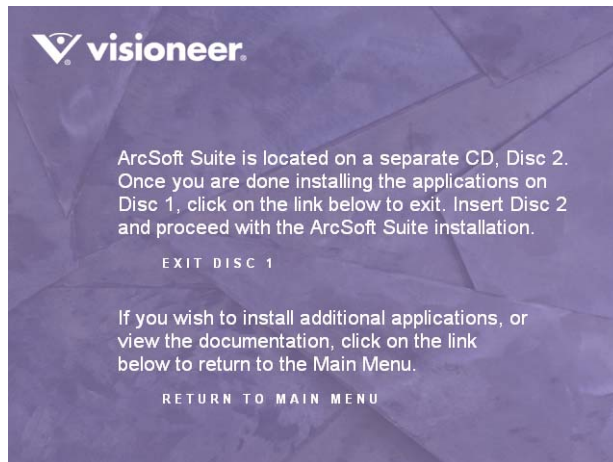 visioneer.
ArcSoft Suite is located on a separate CD, Disc 2.
Once you are done installing the applications on
Disc 1, click on the link below to exit. Insert Disc 2
and proceed with the ArcSoft Suite installation.
EXIT DISC 1
If you wish to install additional applications, or
view the documentation, click on the link
below to return to the Main Menu.
RETURN TO MAIN MENU